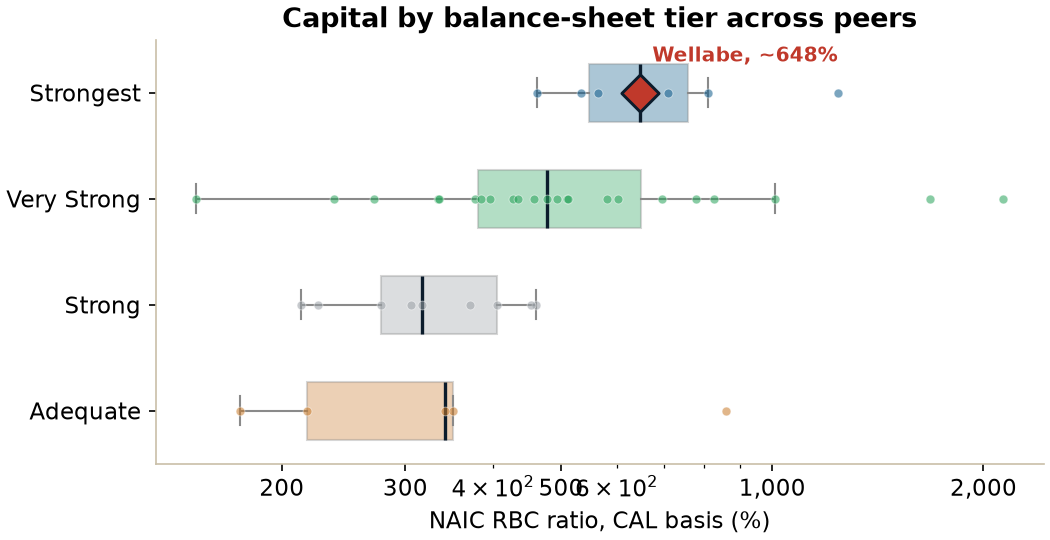 Capital by balance-sheet tier across peers
Wellabe, ~648%
Strongest
Very Strong
Strong
Adequate
200 300 4 × 10² 500 6 × 10² 1,000 2,000
NAIC RBC ratio, CAL basis (%)